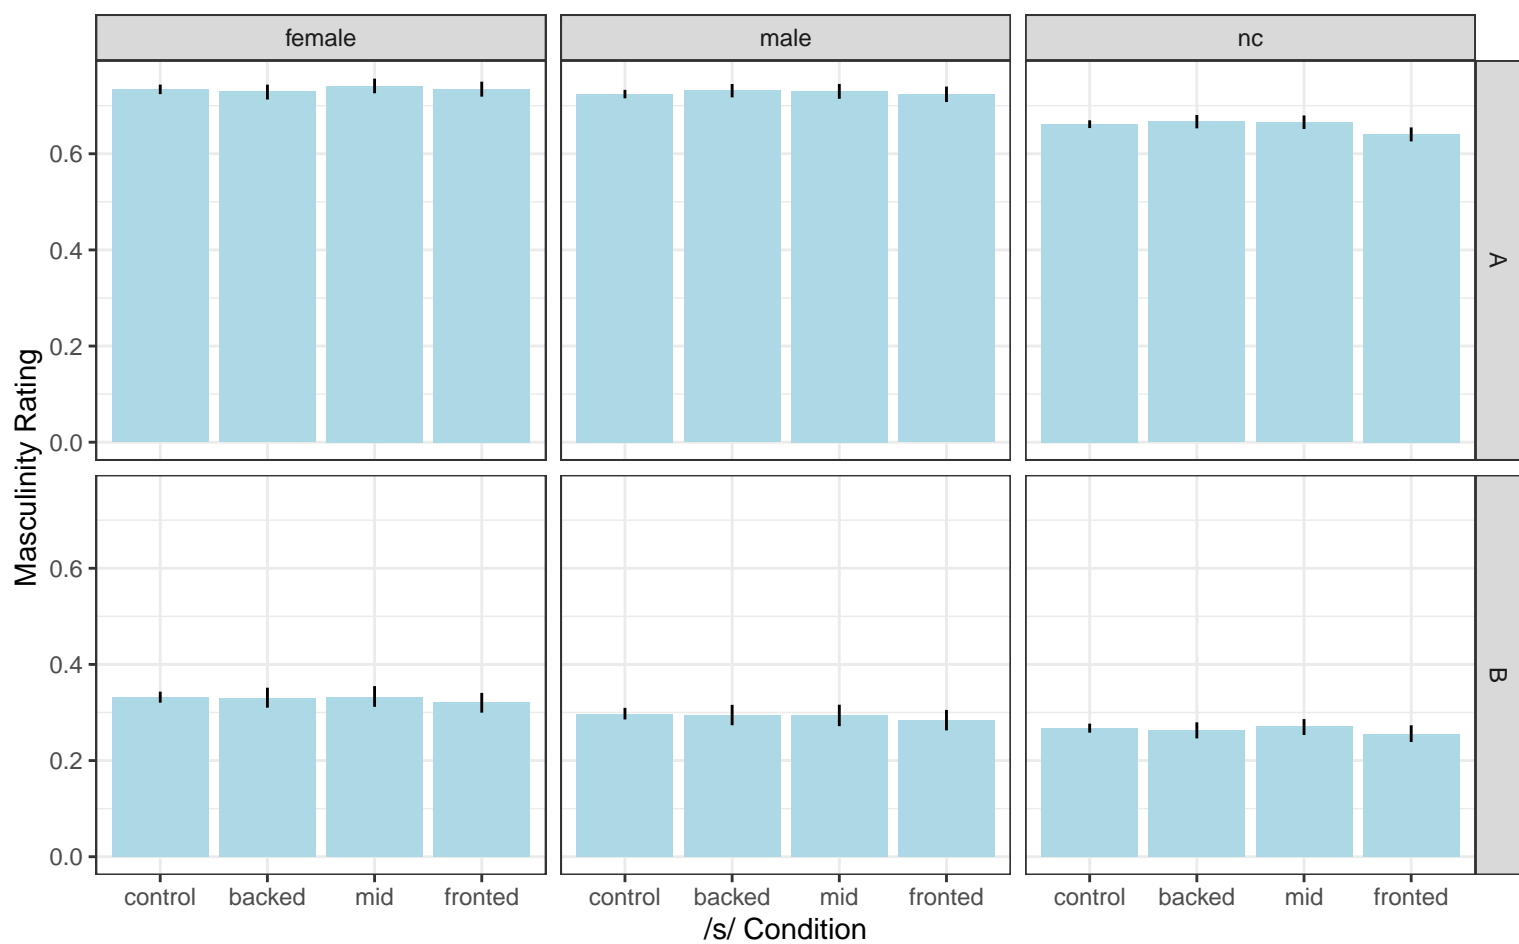 female male nc
0.6
0.4
0.2
0.0
A
0.6
0.4
0.2
0.0
B
Masculinity Rating
control backed mid fronted control backed mid fronted control backed mid fronted
/s/ Condition